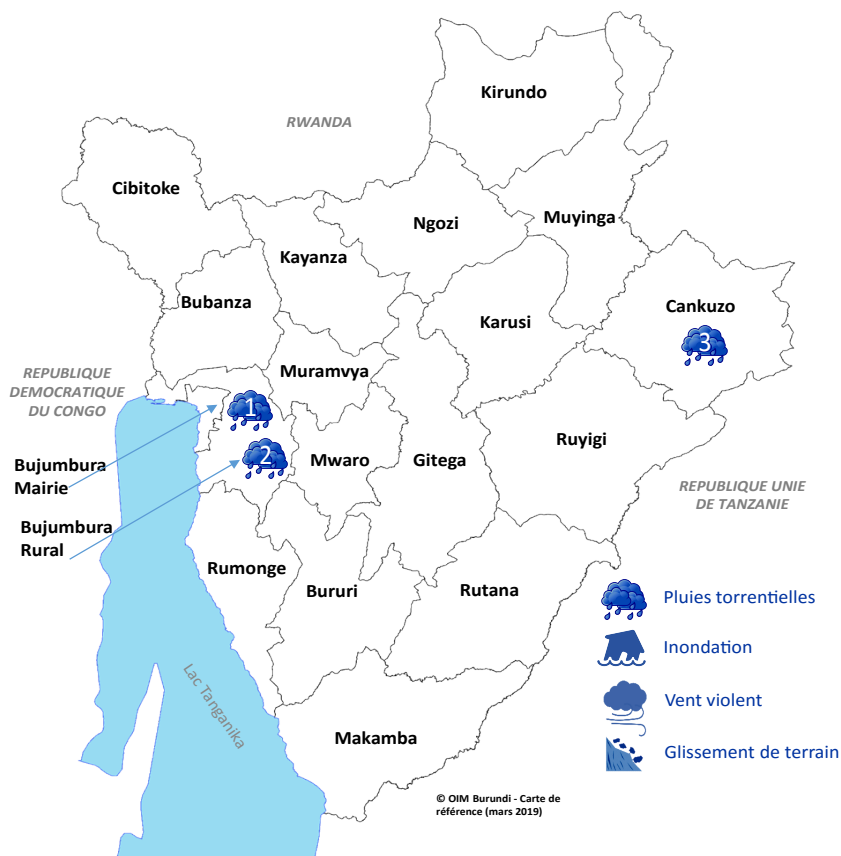 Kirundo
RWANDA
Cibitoke
Ngozi
Muyinga
Kayanza
Bubanza
Karusi
Cankuzo
3
REPUBLIQUE
DEMOCRATIQUE
DU CONGO
Muramvya
1
Bujumbura
Mairie
2
Mwaro
Gitega
Ruyigi
REPUBLIQUE UNIE
DE TANZANIE
Bujumbura
Rural
Rumonge
Bururi
Rutana
Pluies torrentielles
Inondation
Lac Tanganika
Vent violent
Makamba
Glissement de terrain
© OIM Burundi - Carte de
référence (mars 2019)